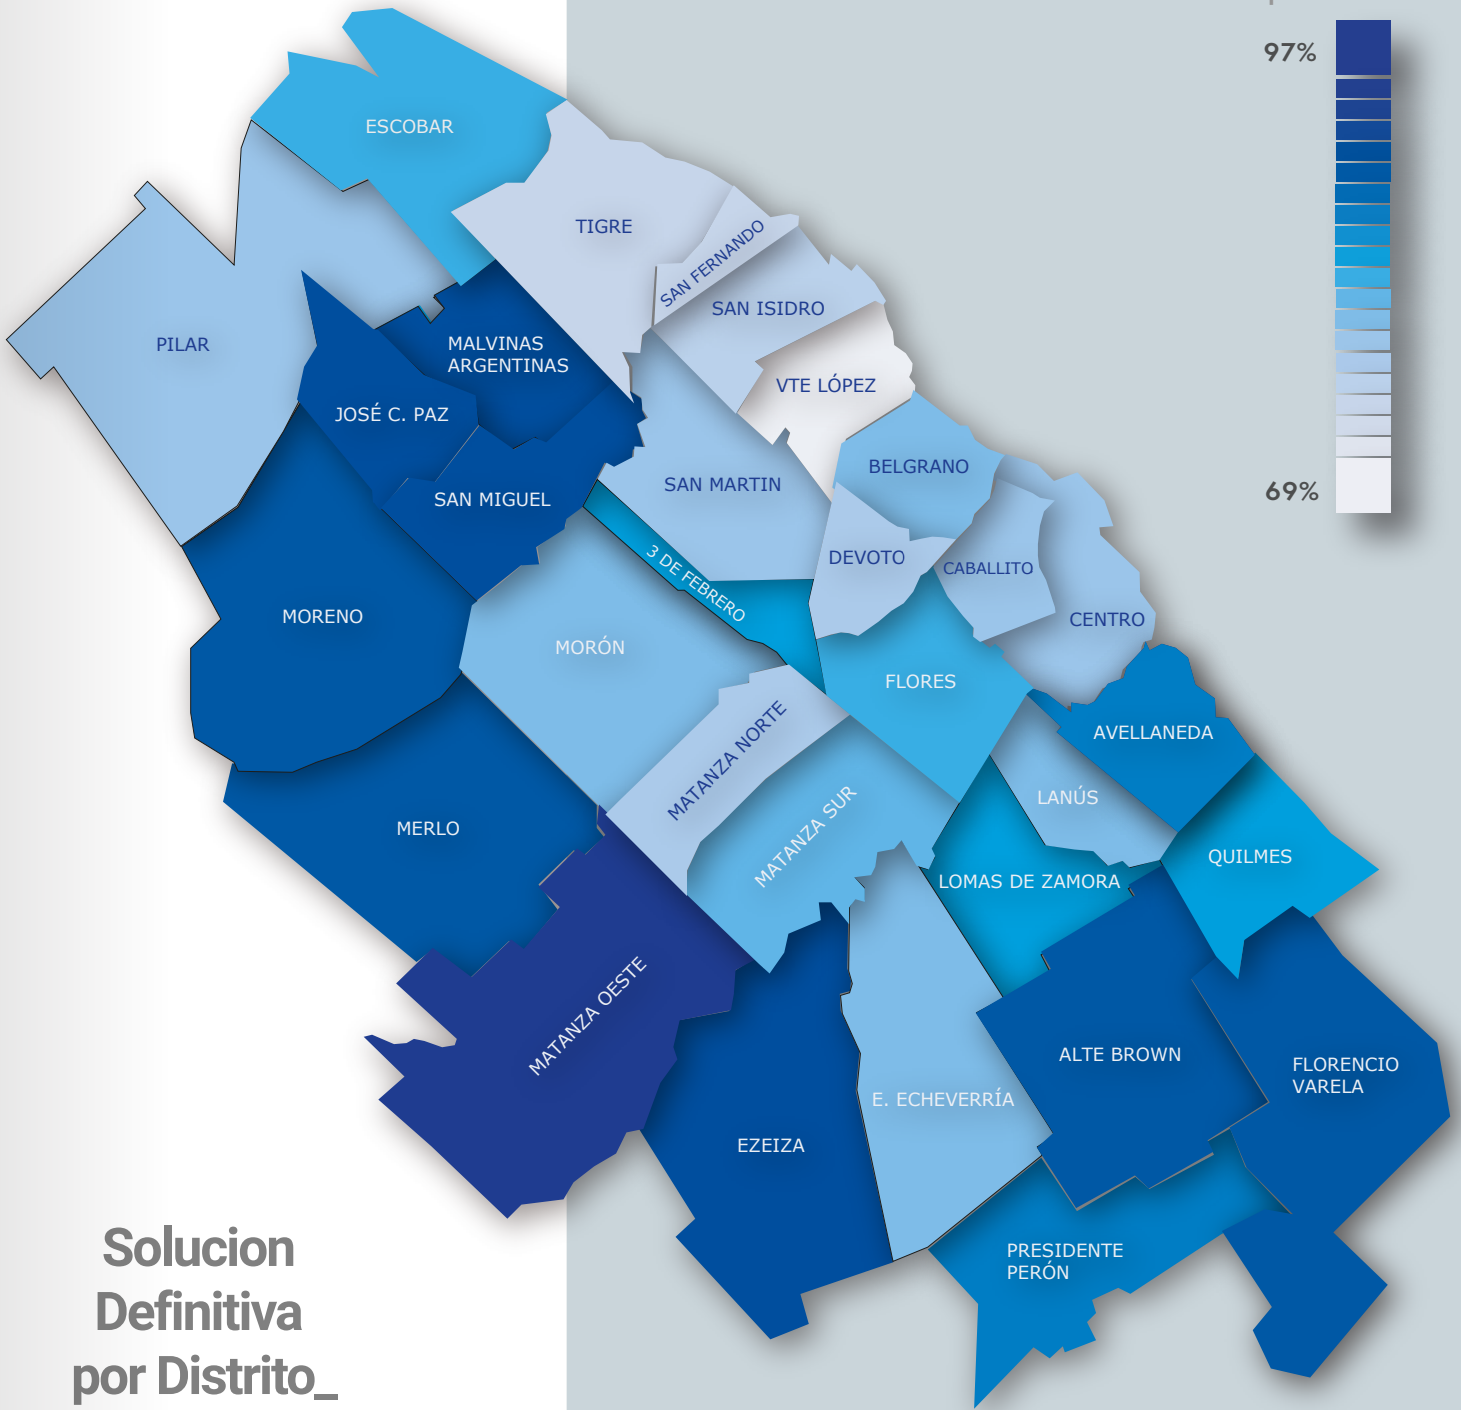 97%
ESCOBAR
TIGRE
SAN FERNANDO
SAN ISIDRO
PILAR
MALVINAS
ARGENTINAS
VTE LÓPEZ
JOSÉ C. PAZ
BELGRANO
SAN MARTIN
69%
SAN MIGUEL
DEVOTO
CABALLITO
3 DE FEBRERO
MORENO
CENTRO
MORÓN
FLORES
AVELLANEDA
MATANZA NORTE
LANÚS
MERLO
MATANZA SUR
QUILMES
LOMAS DE ZAMORA
MATANZA OESTE
ALTE BROWN
FLORENCIO
VARELA
E. ECHEVERRÍA
EZEIZA
PRESIDENTE
PERÓN
Solucion
Definitiva
por Distrito_